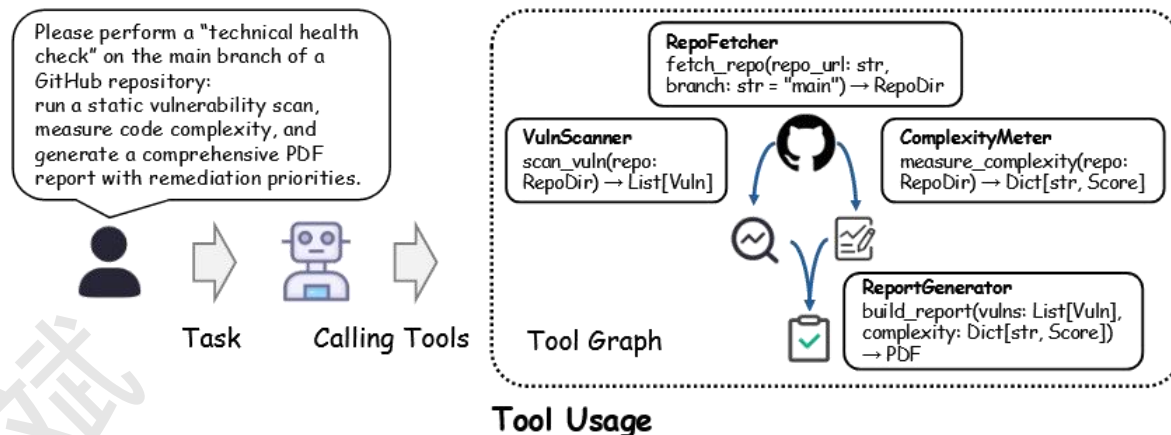 Please perform a “technical health
check” on the main branch of a
GitHub repository:
run a static vulnerability scan,
measure code complexity, and
generate a comprehensive PDF
report with remediation priorities.
Task
Calling Tools
RepoFetcher
fetch_repo(repo_url: str,
branch: str = "main") → RepoDir
VulnScanner
scan_vuln(repo:
RepoDir) → List[Vuln]
ComplexityMeter
measure_complexity(repo:
RepoDir) → Dict[str, Score]
ReportGenerator
build_report(vulns: List[Vuln],
complexity: Dict[str, Score])
→ PDF
Tool Graph
Tool Usage
斌